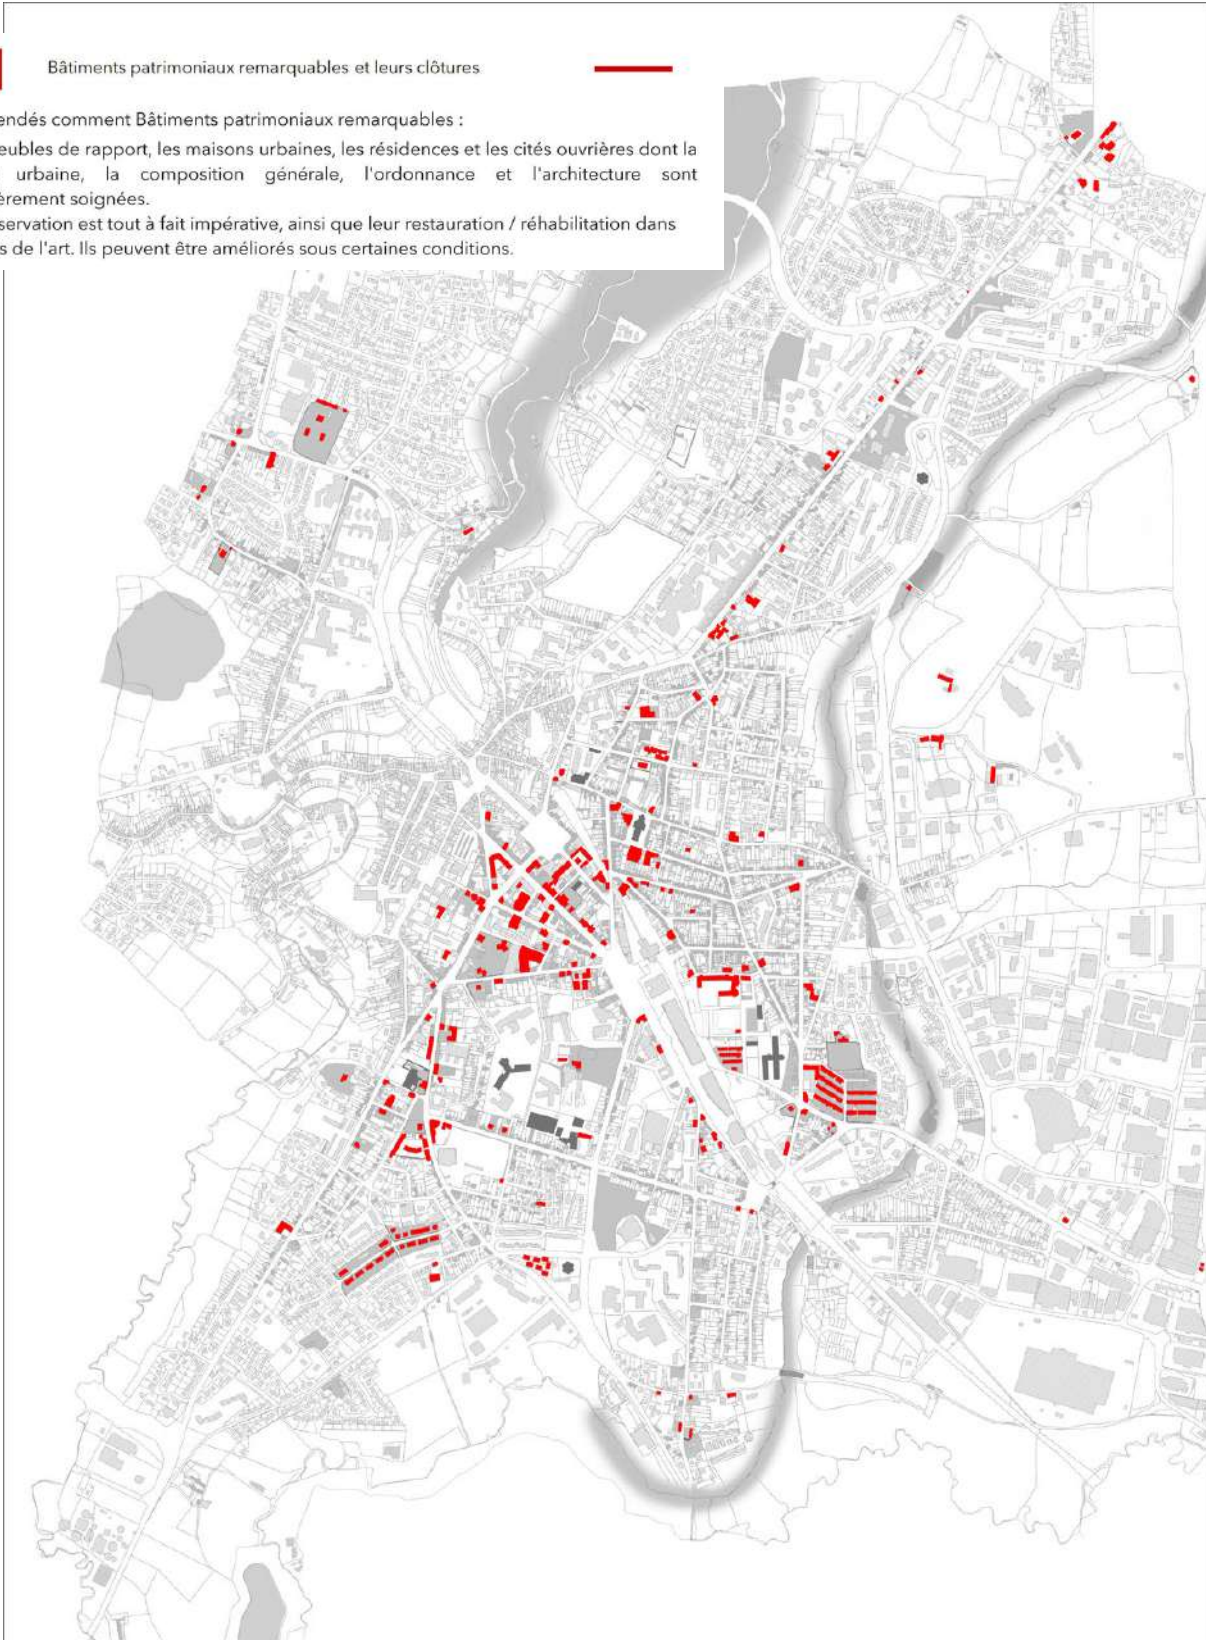 Bâtiments patrimoniaux remarquables et leurs clôtures
endés comment Bâtiments patrimoniaux remarquables :
eubles de rapport, les maisons urbaines, les résidences et les cités ouvrières dont la
urbaine, la composition générale, l'ordonnance et l'architecture sont
èrement soignées.
servation est tout à fait impérative, ainsi que leur restauration / réhabilitation dans
s de l'art. Ils peuvent être améliorés sous certaines conditions.